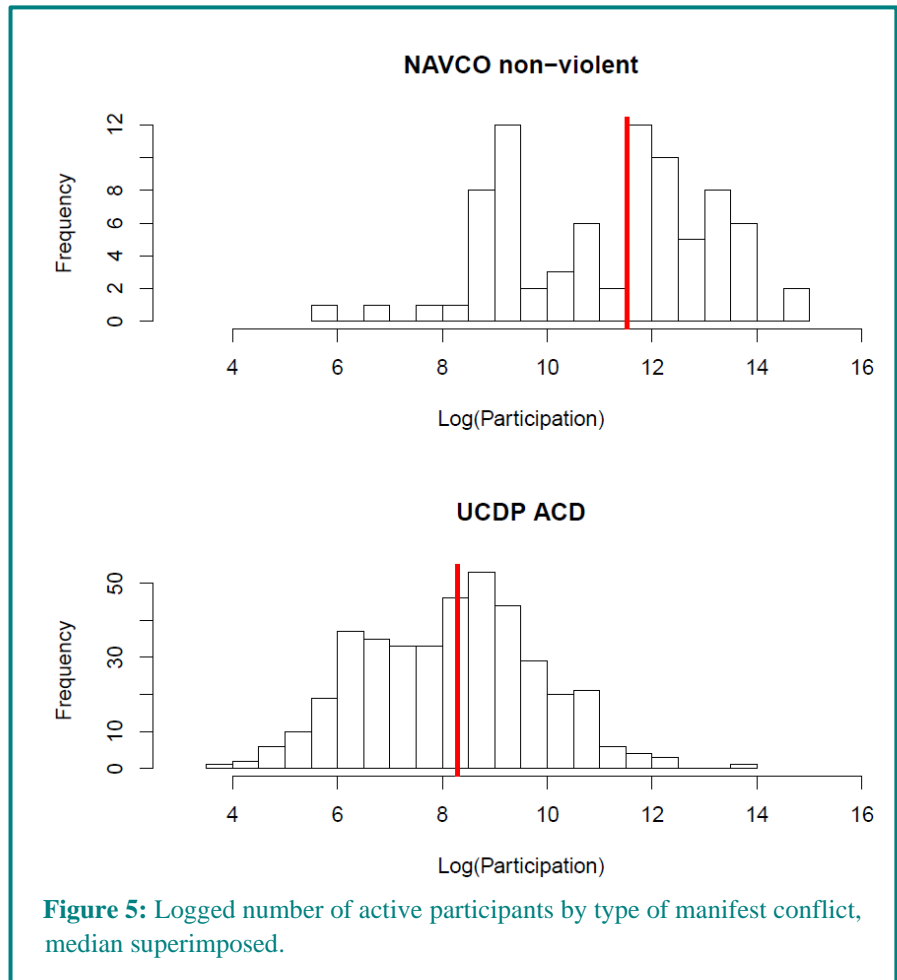 NAVCO non−violent
Frequency
12
8
6
4
2
0
4 6 8 10 12 14 16
Log(Participation)
UCDP ACD
Frequency
50
30
10
0
4 6 8 10 12 14 16
Log(Participation)
Figure 5: Logged number of active participants by type of manifest conflict,
median superimposed.